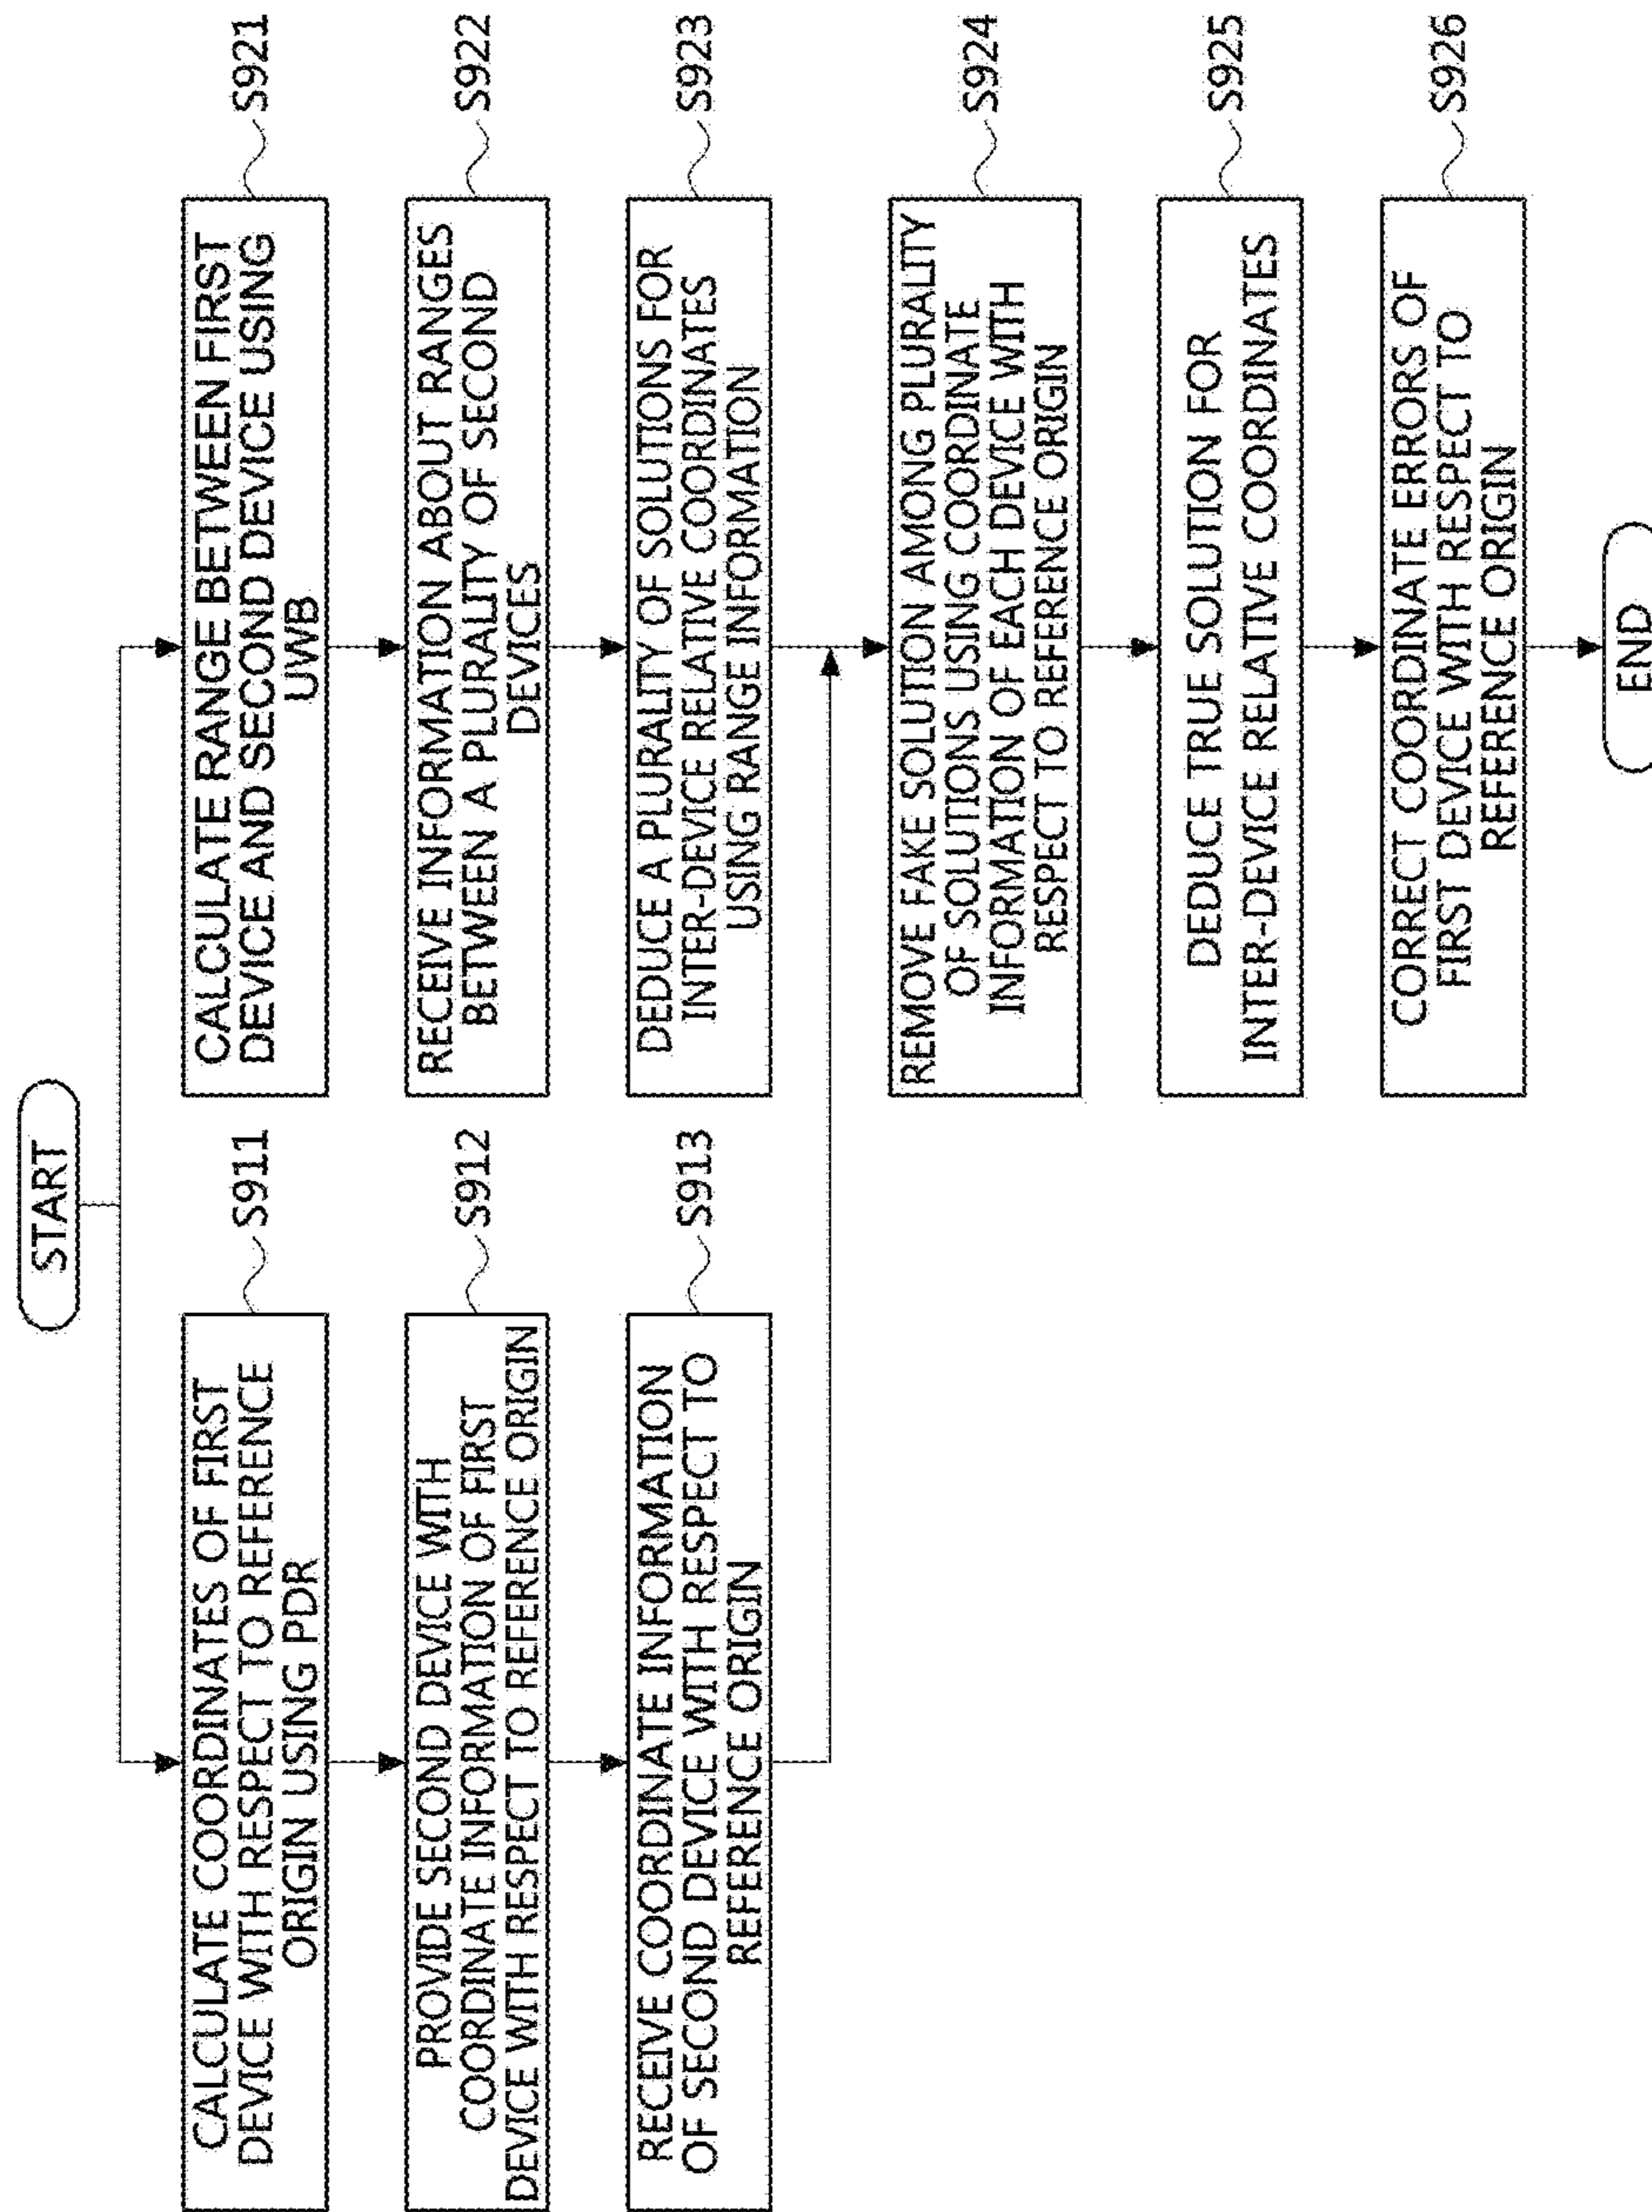 START
S911
CALCULATE COORDINATES OF FIRST
DEVICE WITH RESPECT TO REFERENCE
ORIGIN USING PDR
S912
PROVIDE SECOND DEVICE WITH
COORDINATE INFORMATION OF FIRST
DEVICE WITH RESPECT TO REFERENCE ORIGIN
S913
RECEIVE COORDINATE INFORMATION
OF SECOND DEVICE WITH RESPECT TO
REFERENCE ORIGIN
S921
CALCULATE RANGE BETWEEN FIRST
DEVICE AND SECOND DEVICE USING
UWB
S922
RECEIVE INFORMATION ABOUT RANGES
BETWEEN A PLURALITY OF SECOND
DEVICES
S923
DEDUCE A PLURALITY OF SOLUTIONS FOR
INTER-DEVICE RELATIVE COORDINATES
USING RANGE INFORMATION
S924
REMOVE FAKE SOLUTION AMONG PLURALITY
OF SOLUTIONS USING COORDINATE
INFORMATION OF EACH DEVICE WITH
RESPECT TO REFERENCE ORIGIN
S925
DEDUCE TRUE SOLUTION FOR
INTER-DEVICE RELATIVE COORDINATES
S926
CORRECT COORDINATE ERRORS OF
FIRST DEVICE WITH RESPECT TO
REFERENCE ORIGIN
END